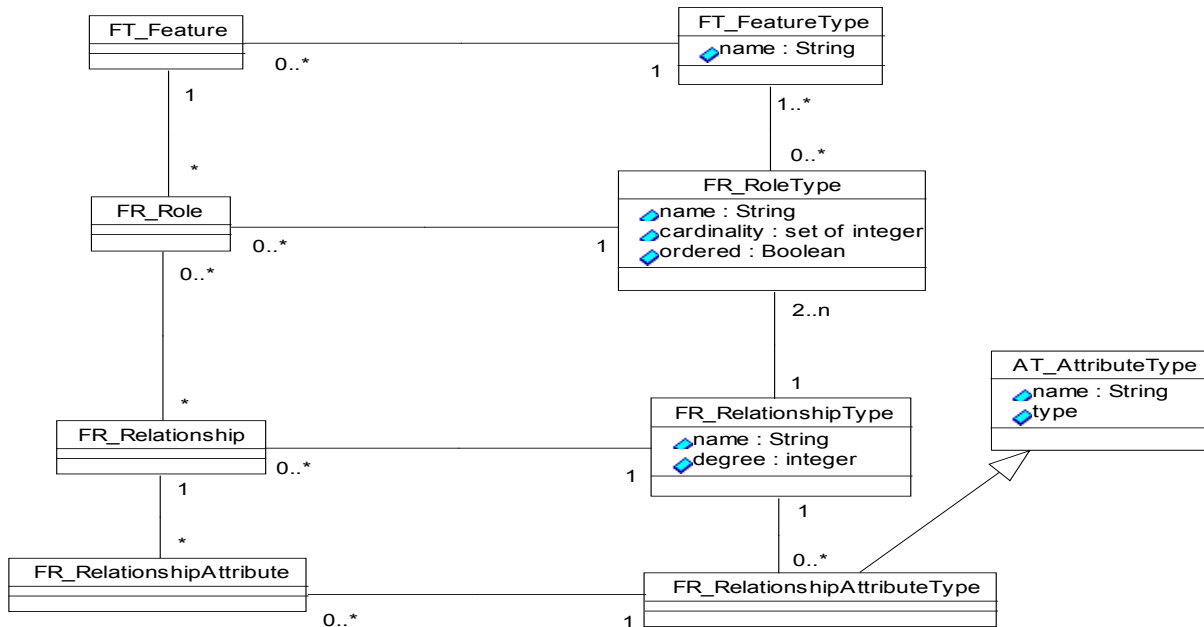 FT_Feature
FT_FeatureType
name : String
0..*
1
1
1..*
*
0..*
FR_Role
FR_RoleType
name : String
cardinality : set of integer
ordered : Boolean
0..*
1
0..*
2..n
*
1
AT_AttributeType
name : String
type
FR_Relationship
FR_RelationshipType
name : String
degree : integer
0..*
1
1
1
*
0..*
FR_RelationshipAttribute
FR_RelationshipAttributeType
0..*
1